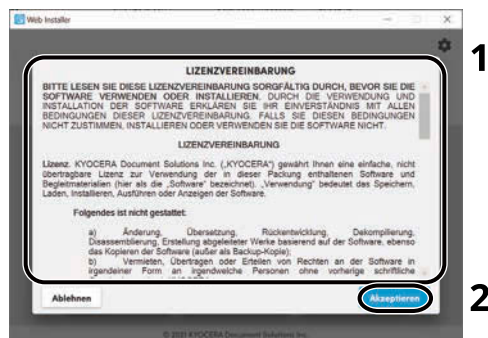 Web Installer
1
LIZENZVEREINBARUNG
BITTE LESEN SIE DIESE LIZENZVEREINBARUNG SORGFÄLTIG DURCH, BEVOR SIE DIE
SOFTWARE VERWENDEN ODER INSTALLIEREN. DURCH DIE VERWENDUNG UND
INSTALLATION DER SOFTWARE ERKLÄREN SIE IHR EINVERSTÄNDNIS MIT ALLEN
BEDINGUNGEN DIESER LIZENZVEREINBARUNG. FALLS SIE DIESEN BEDINGUNGEN
NICHT ZUSTIMMEN, INSTALLIEREN ODER VERWENDEN SIE DIE SOFTWARE NICHT.
LIZENZVEREINBARUNG
Lizenz. KYOCERA Document Solutions Inc. („KYOCERA") gewährt Ihnen eine einfache, nicht
übertragbare Lizenz zur Verwendung der in dieser Packung enthaltenen Software und
Begleitmaterialien (hier als die „Software" bezeichnet). „Verwendung" bedeutet das Speichern,
Laden, Installieren, Ausführen oder Anzeigen der Software.
Folgendes ist nicht gestattet:
a) Änderung, Übersetzung, Rückentwicklung, Dekompilierung,
Disassemblierung, Erstellung abgeleiteter Werke basierend auf der Software, ebenso
das Kopieren der Software (außer als Backup-Kopie);
b) Vermieten, Übertragen oder Erteilen von Rechten an der Software in
irgendeiner Form an irgendwelche Personen ohne vorherige schriftliche
Ablehnen
Akzeptieren
2
© 2021 KYOCERA Document Solutions Inc.